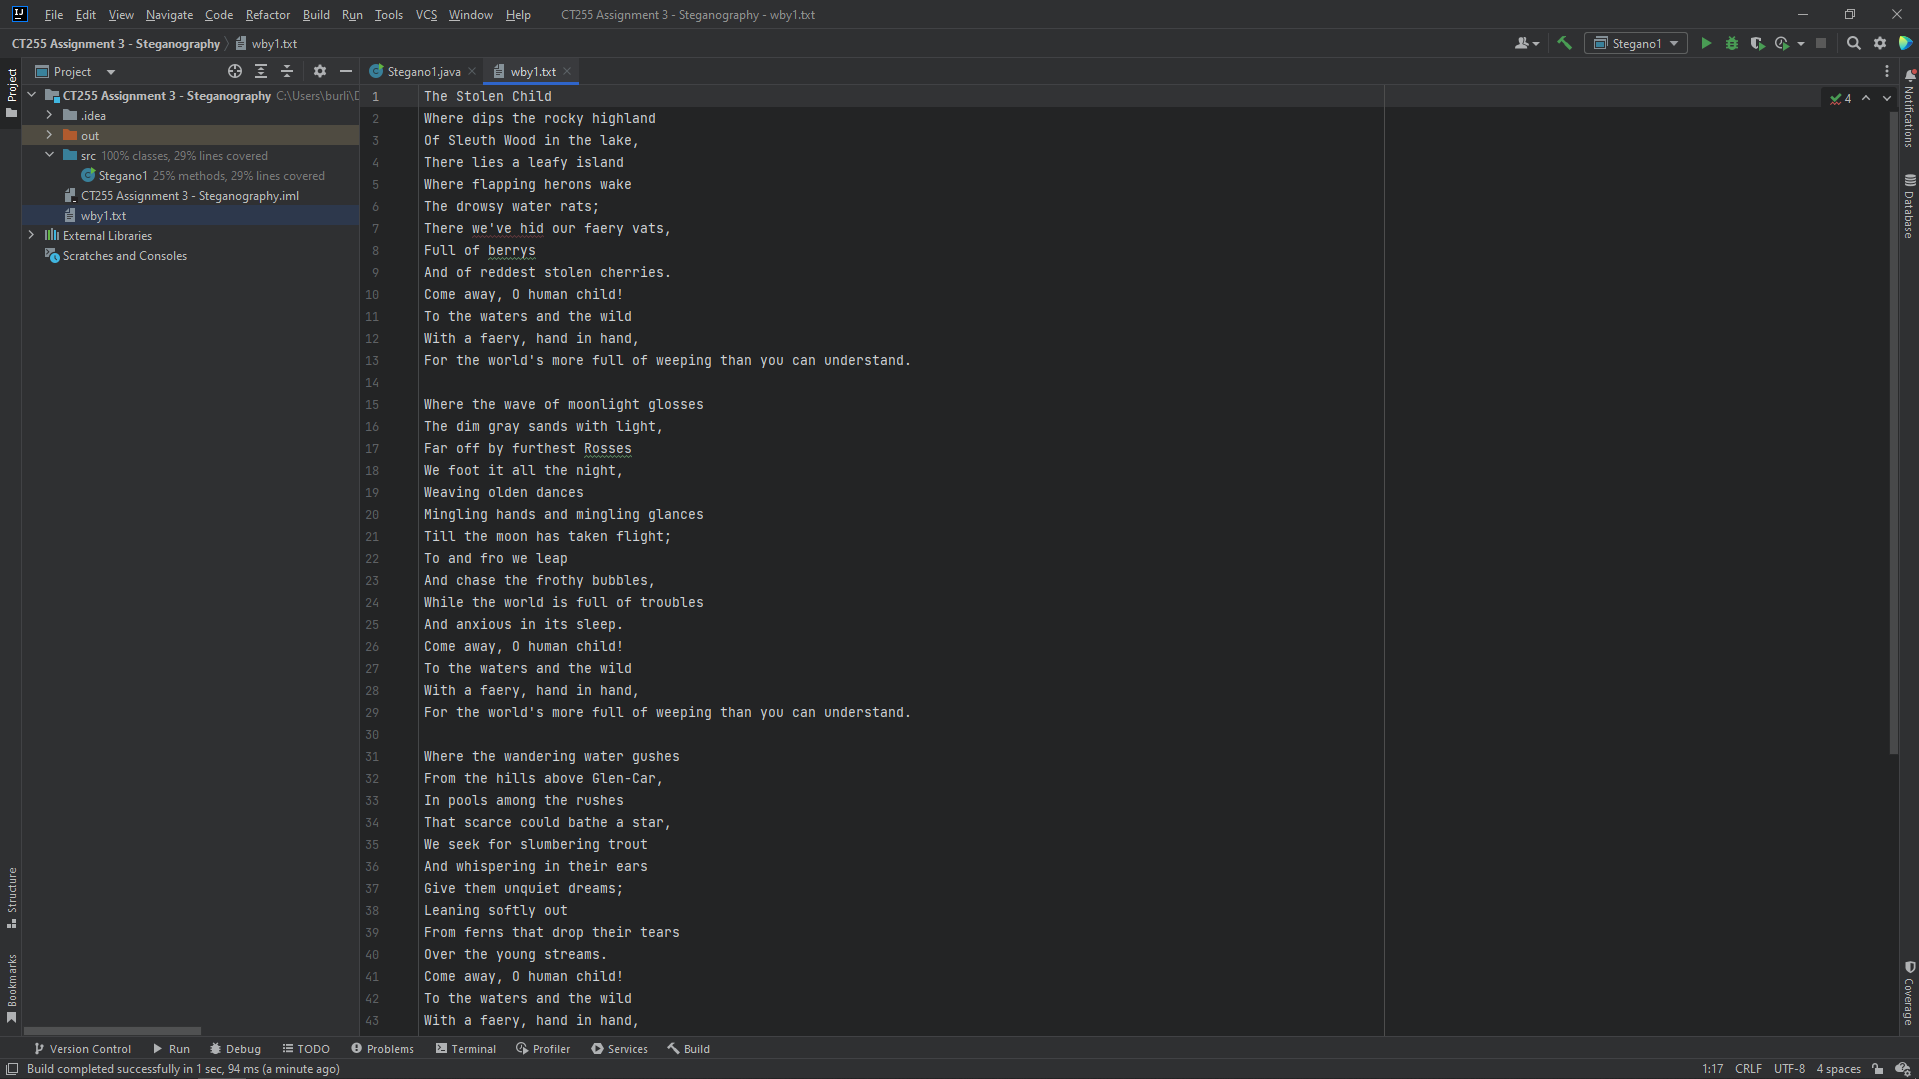 File Edit View Navigate Code Refactor Build Run Tools VCS Window Help CT255 Assignment 3 - Steganography - wby1.txt
CT255 Assignment 3 - Steganography wby1.txt Stegano1
Project Stegano1.java wby1.txt
CT255 Assignment 3 - Steganography C:\Users\burli\D
.idea
out
src 100% classes, 29% lines covered
Stegano1 25% methods, 29% lines covered
CT255 Assignment 3 - Steganography.iml
wby1.txt
External Libraries
Scratches and Consoles
Project
Structure
Bookmarks
4
1 The Stolen Child
2 Where dips the rocky highland
3 Of Sleuth Wood in the lake,
4 There lies a leafy island
5 Where flapping herons wake
6 The drowsy water rats;
7 There we've hid our faery vats,
8 Full of berrys
9 And of reddest stolen cherries.
10 Come away, O human child!
11 To the waters and the wild
12 With a faery, hand in hand,
13 For the world's more full of weeping than you can understand.
14
15 Where the wave of moonlight glosses
16 The dim gray sands with light,
17 Far off by furthest Rosses
18 We foot it all the night,
19 Weaving olden dances
20 Mingling hands and mingling glances
21 Till the moon has taken flight;
22 To and fro we leap
23 And chase the frothy bubbles,
24 While the world is full of troubles
25 And anxious in its sleep.
26 Come away, O human child!
27 To the waters and the wild
28 With a faery, hand in hand,
29 For the world's more full of weeping than you can understand.
30
31 Where the wandering water gushes
32 From the hills above Glen-Car,
33 In pools among the rushes
34 That scarce could bathe a star,
35 We seek for slumbering trout
36 And whispering in their ears
37 Give them unquiet dreams;
38 Leaning softly out
39 From ferns that drop their tears
40 Over the young streams.
41 Come away, O human child!
42 To the waters and the wild
43 With a faery, hand in hand,
Notifications
Database
Coverage
Version Control Run Debug TODO Problems Terminal Profiler Services Build
Build completed successfully in 1 sec, 94 ms (a minute ago) 1:17 CRLF UTF-8 4 spaces